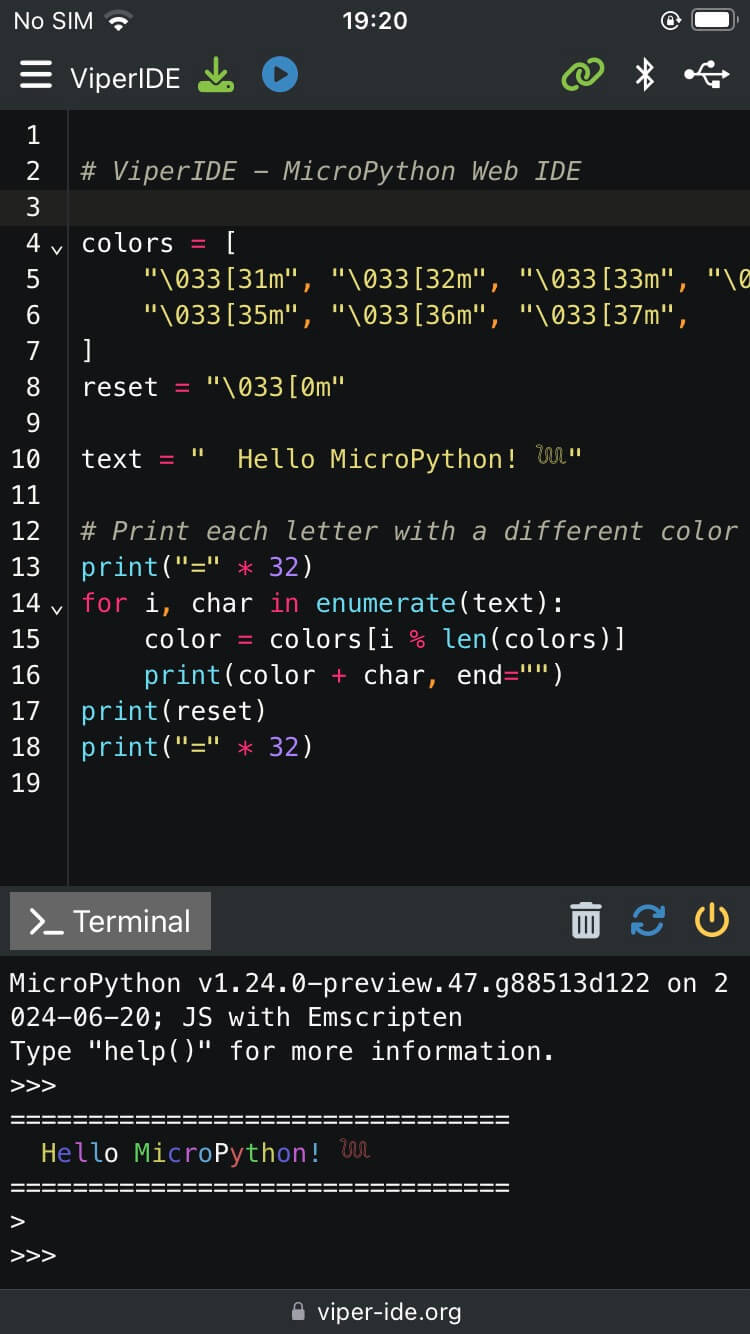 No SIM 19:20
ViperIDE
1
2 # ViperIDE - MicroPython Web IDE
3
4 colors = [
5     "\033[31m", "\033[32m", "\033[33m", "\0
6     "\033[35m", "\033[36m", "\033[37m",
7 ]
8 reset = "\033[0m"
9
10 text = "  Hello MicroPython! 𓆙"
11
12 # Print each letter with a different color
13 print("=" * 32)
14 for i, char in enumerate(text):
15     color = colors[i % len(colors)]
16     print(color + char, end="")
17 print(reset)
18 print("=" * 32)
19
>_ Terminal
MicroPython v1.24.0-preview.47.g88513d122 on 2
024-06-20; JS with Emscripten
Type "help()" for more information.
>>>
================================
  Hello MicroPython! 𓆙
================================
>
>>>
viper-ide.org